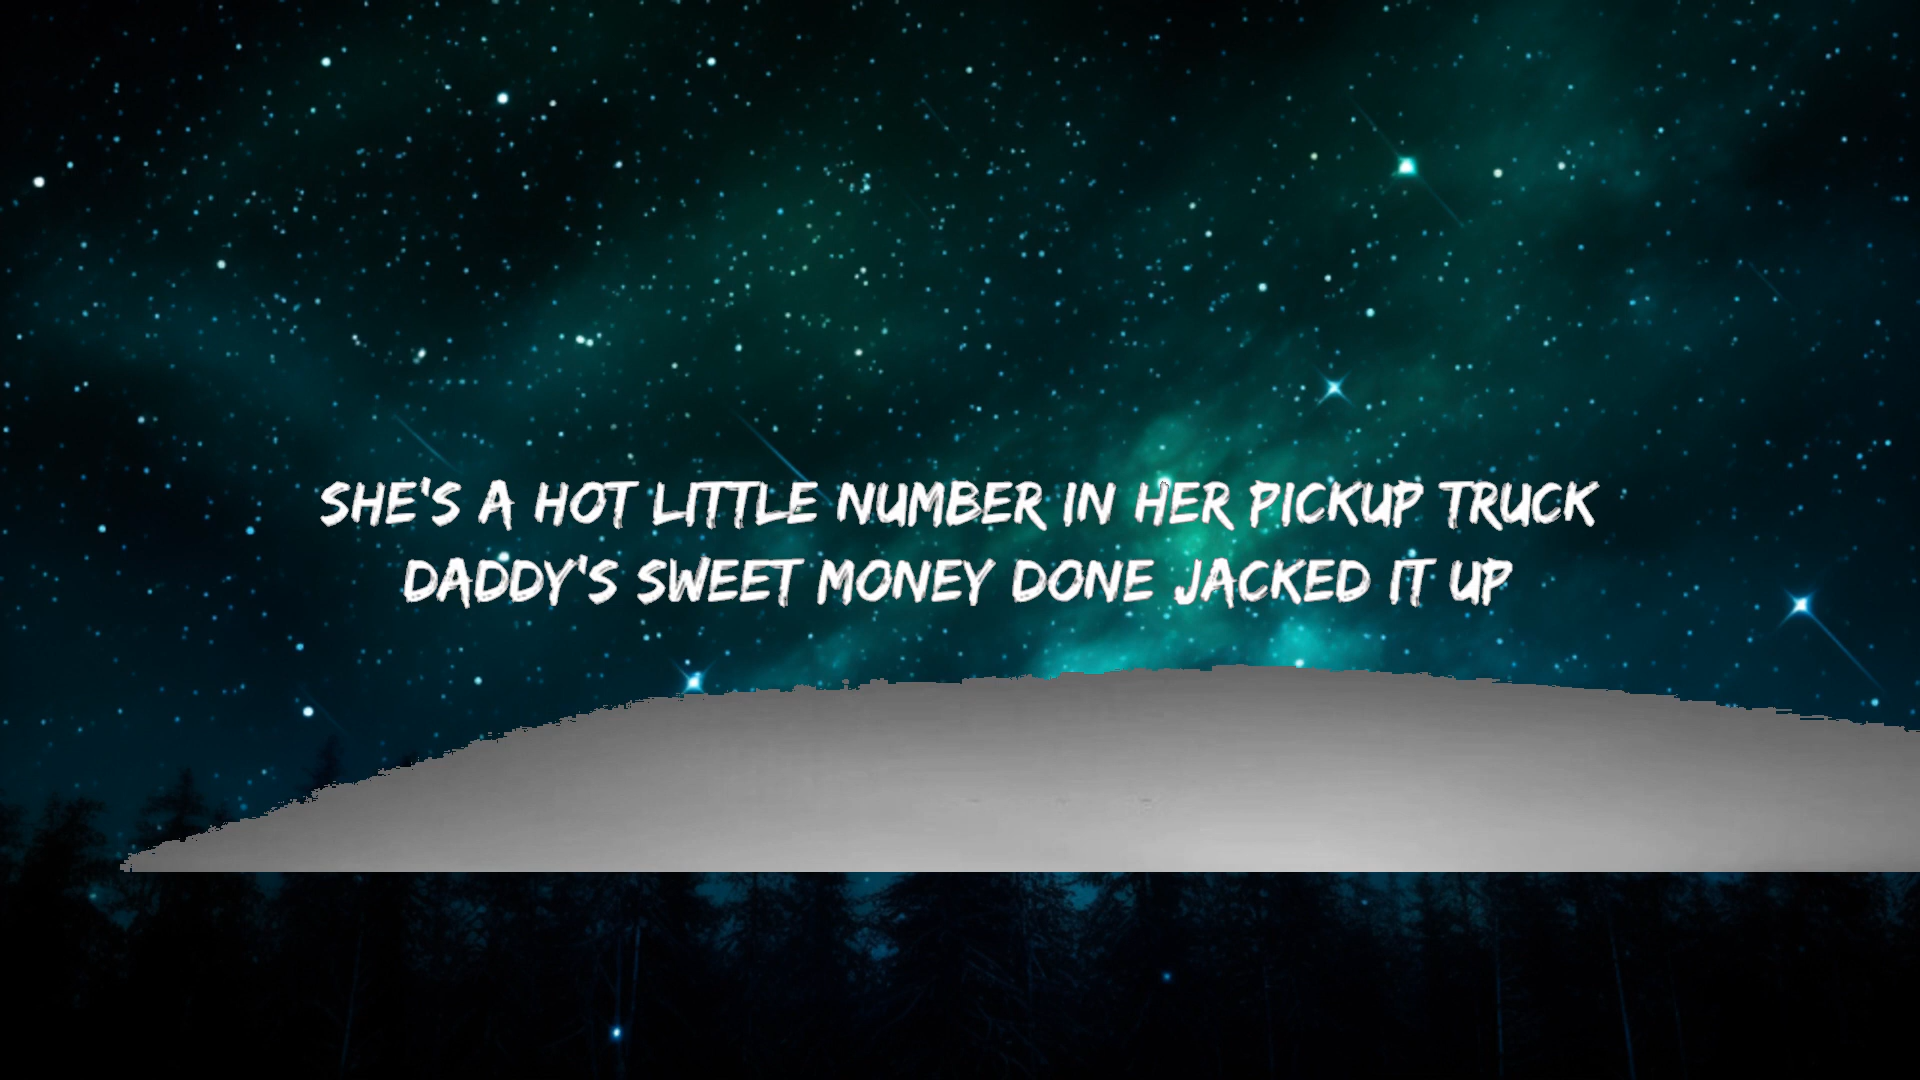 SHE'S A HOT LITTLE NUMBER IN HER PICKUP TRUCK
DADDY'S SWEET MONEY DONE JACKED IT UP